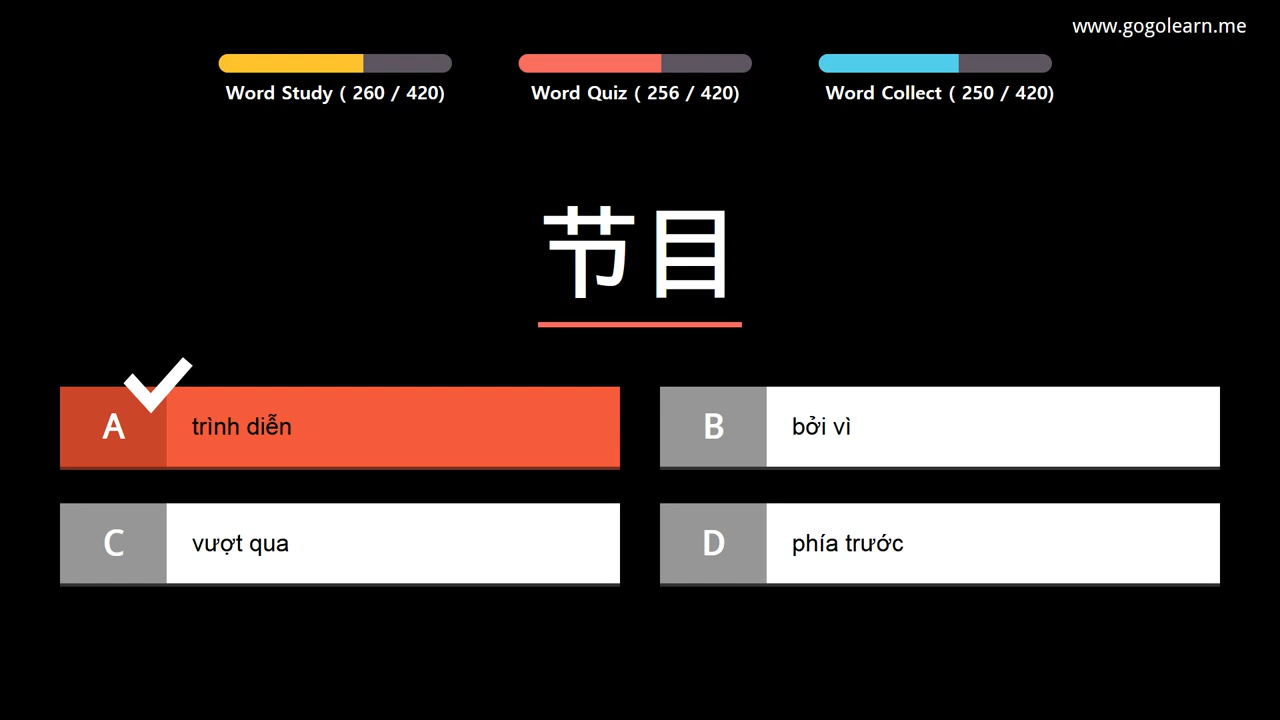 www.gogolearn.me
Word Study ( 260 / 420)
Word Quiz ( 256 / 420)
Word Collect ( 250 / 420)
节目
A trình diễn
B bởi vì
C vượt qua
D phía trước